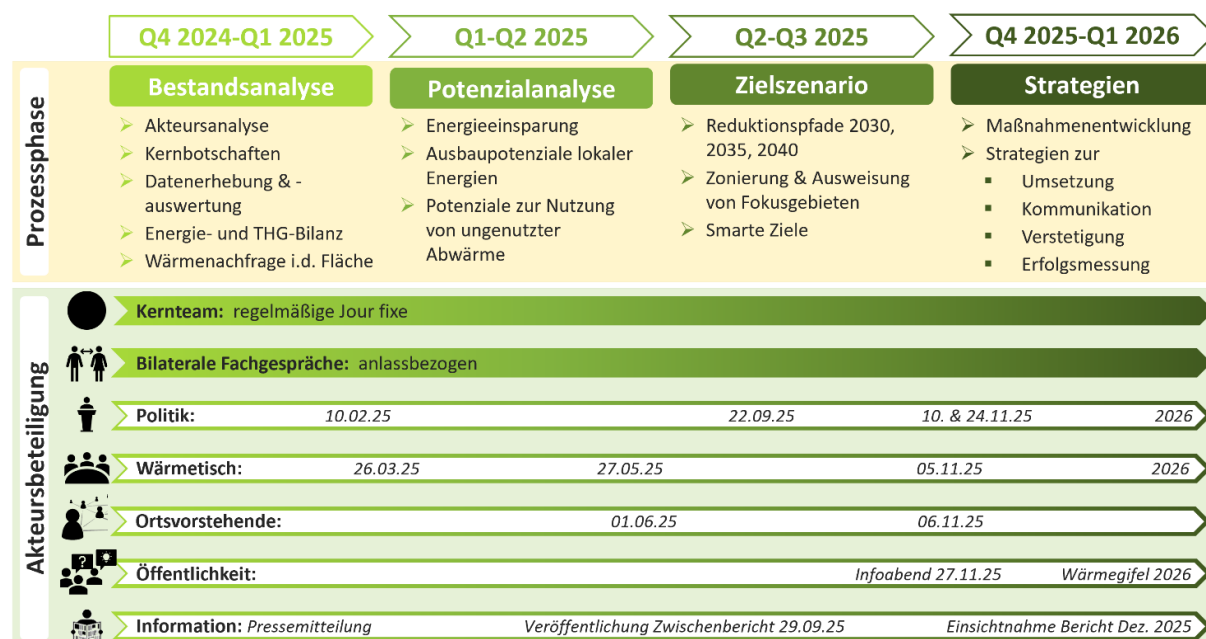 Q4 2024-Q1 2025
Q1-Q2 2025
Q2-Q3 2025
Q4 2025-Q1 2026
Prozessphase
Bestandsanalyse
Akteursanalyse
Kernbotschaften
Datenerhebung & -
auswertung
Energie- und THG-Bilanz
Wärmenachfrage i.d. Fläche
Potenzialanalyse
Energieeinsparung
Ausbaupotenziale lokaler
Energien
Potenziale zur Nutzung
von ungenutzter
Abwärme
Zielszenario
Reduktionspfade 2030,
2035, 2040
Zonierung & Ausweisung
von Fokusgebieten
Smarte Ziele
Strategien
Maßnahmenentwicklung
Strategien zur
Umsetzung
Kommunikation
Verstetigung
Erfolgsmessung
Akteursbeteiligung
Kernteam: regelmäßige Jour fixe
Bilaterale Fachgespräche: anlassbezogen
Politik: 10.02.25 22.09.25 10. & 24.11.25 2026
Wärmetisch: 26.03.25 27.05.25 05.11.25 2026
Ortsvorstehende: 01.06.25 06.11.25
?
Öffentlichkeit: Infoabend 27.11.25 Wärmegifel 2026
Information: Pressemitteilung Veröffentlichung Zwischenbericht 29.09.25 Einsichtnahme Bericht Dez. 2025